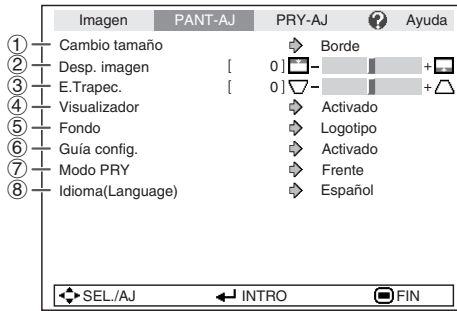 Imagen PANT-AJ PRY-AJ ? Ayuda
① Cambio tamaño Borde
② Desp. imagen [ 0 ] − +
③ E.Trapec. [ 0 ] − +
④ Visualizador Activado
⑤ Fondo Logotipo
⑥ Guía config. Activado
⑦ Modo PRY Frente
⑧ Idioma(Language) Español
SEL./AJ INTRO FIN